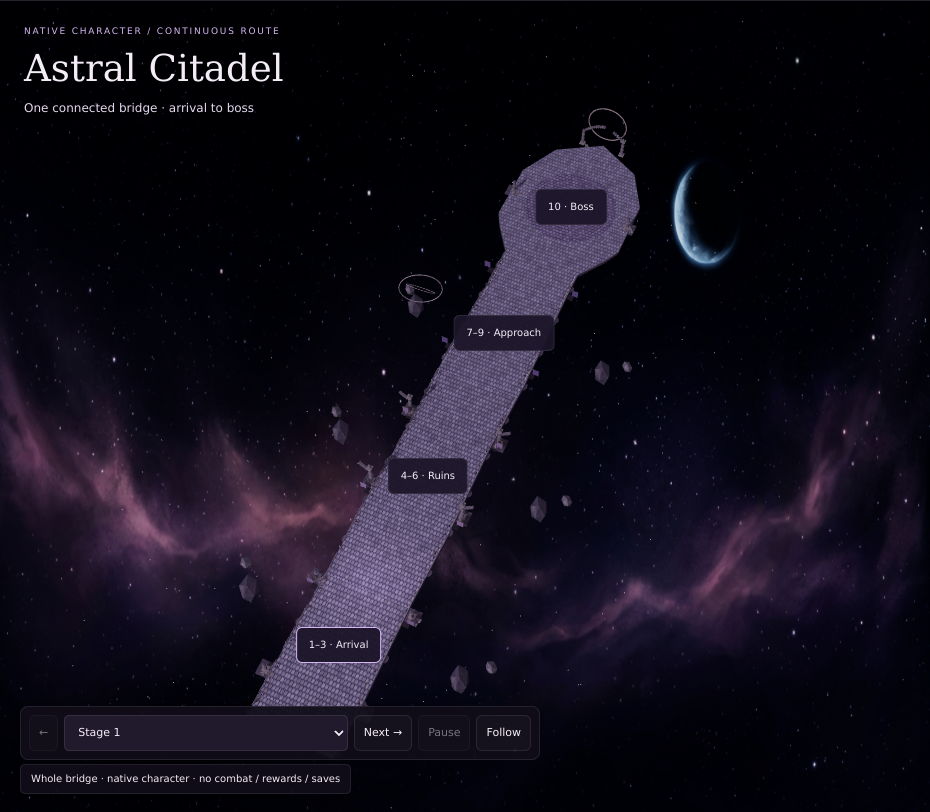 NATIVE CHARACTER / CONTINUOUS ROUTE
Astral Citadel
One connected bridge · arrival to boss
10 · Boss
7–9 · Approach
4–6 · Ruins
1–3 · Arrival
← Stage 1 Next → Pause Follow
Whole bridge · native character · no combat / rewards / saves